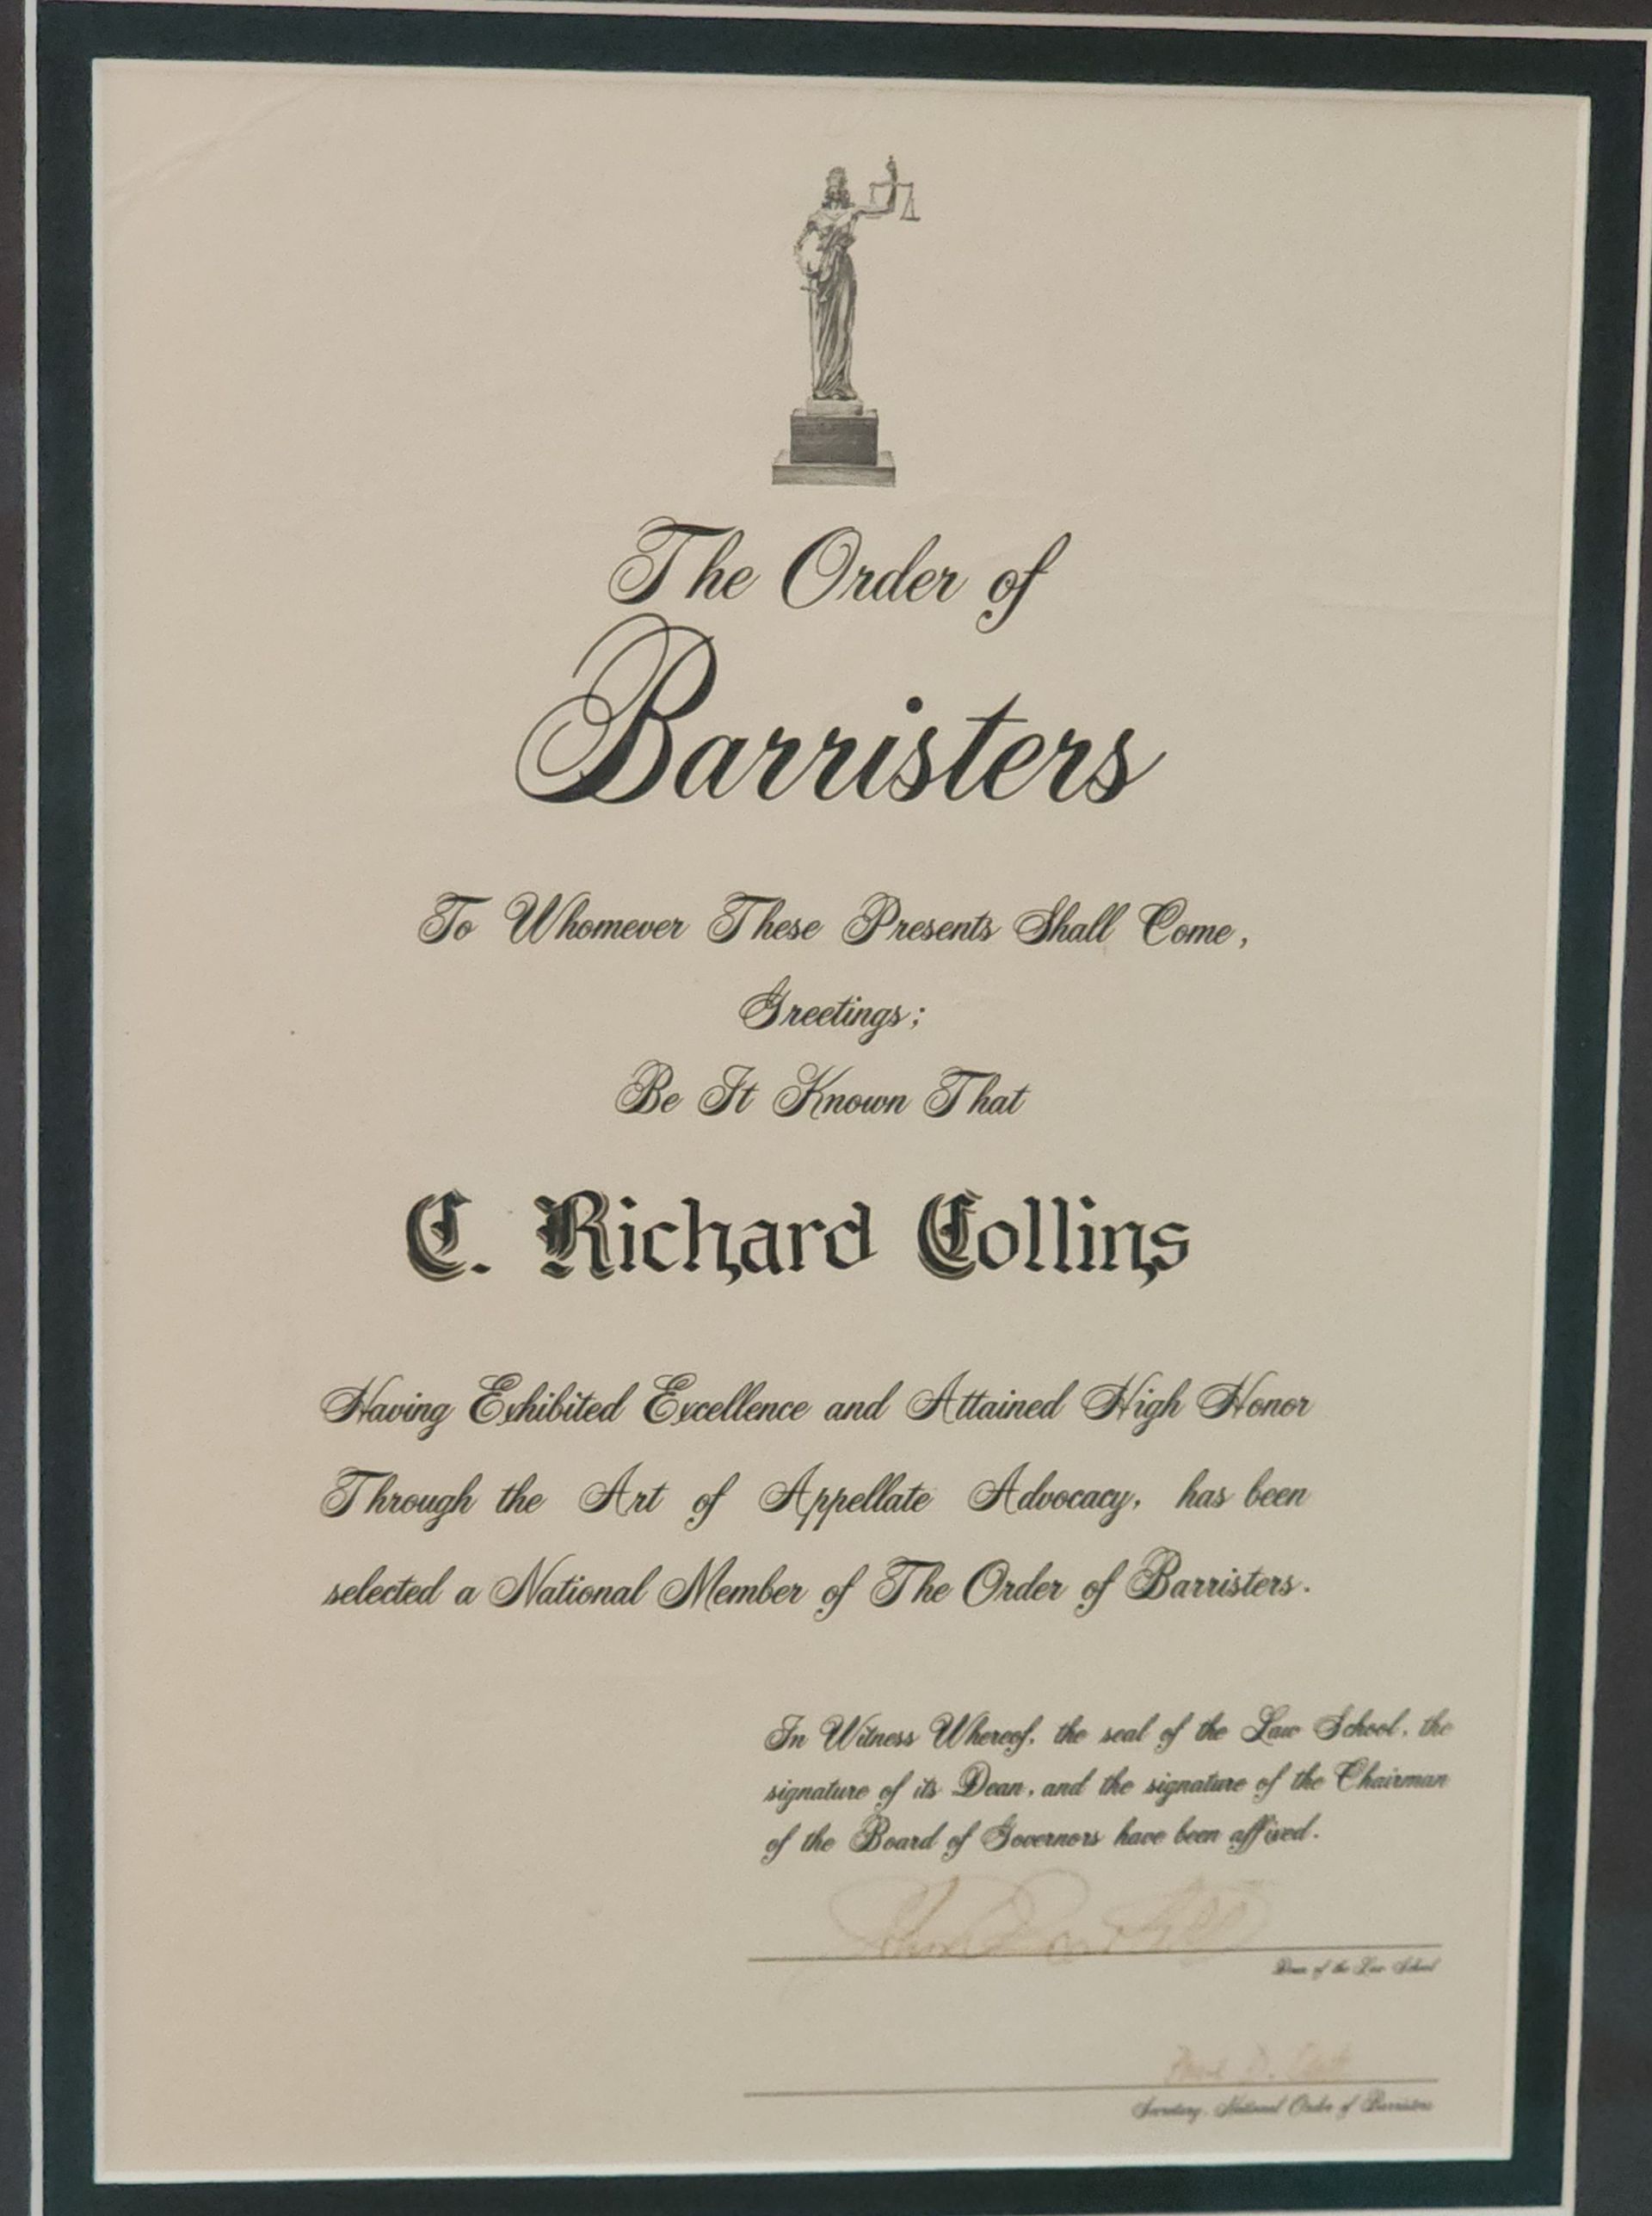 The Order of
Barristers
To Whomever These Presents Shall Come,
Greetings;
Be It Known That
C. Richard Collins
Having Exhibited Excellence and Attained High Honor
Through the Art of Appellate Advocacy, has been
selected a National Member of The Order of Barristers.
In Witness Whereof, the seal of the Law School, the
signature of its Dean, and the signature of the Chairman
of the Board of Governors have been affixed.
Dean of the Law School
Secretary, National Order of Barristers